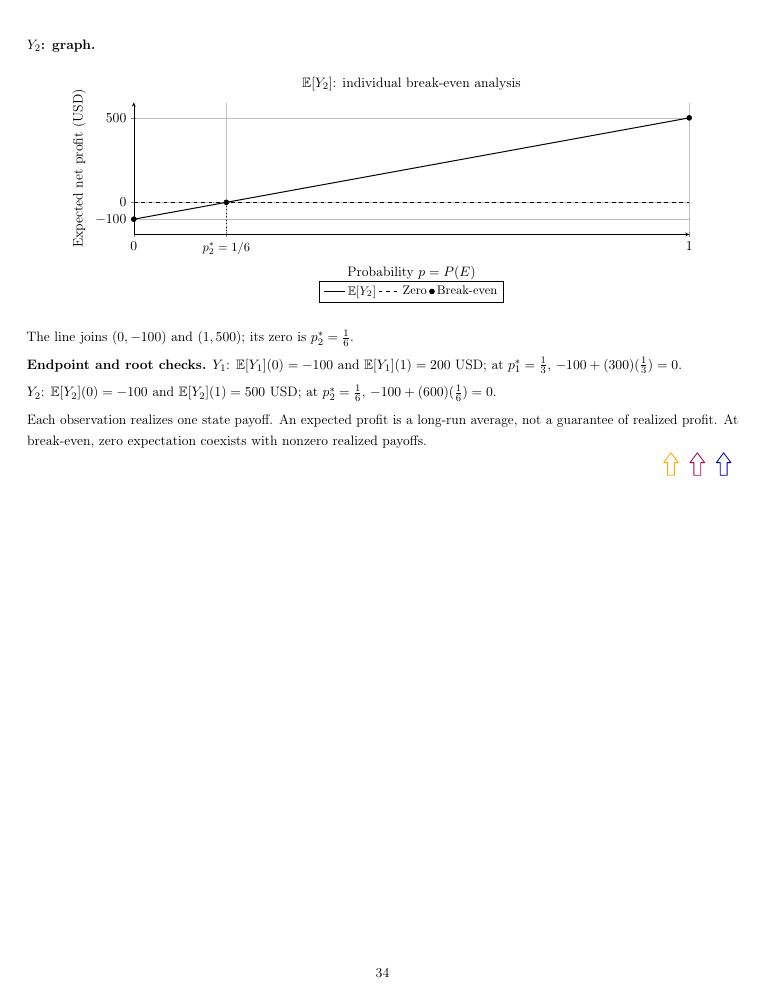 Y₂: graph.
𝔼[Y₂]: individual break-even analysis
Expected net profit (USD)
500
0
−100
0
p₂* = 1/6
1
Probability p = P(E)
𝔼[Y₂] Zero Break-even
The line joins (0, −100) and (1, 500); its zero is p₂* = 1/6.
Endpoint and root checks. Y₁: 𝔼[Y₁](0) = −100 and 𝔼[Y₁](1) = 200 USD; at p₁* = 1/3, −100 + (300)(1/3) = 0.
Y₂: 𝔼[Y₂](0) = −100 and 𝔼[Y₂](1) = 500 USD; at p₂* = 1/6, −100 + (600)(1/6) = 0.
Each observation realizes one state payoff. An expected profit is a long-run average, not a guarantee of realized profit. At
break-even, zero expectation coexists with nonzero realized payoffs.
34